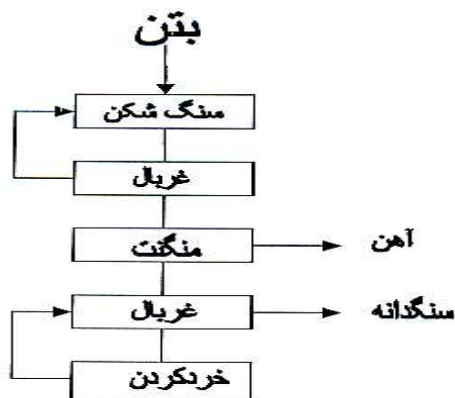 بتن
سنگ شکن
غربال
منگنت
آهن
غربال
سنگدانه
خردکردن